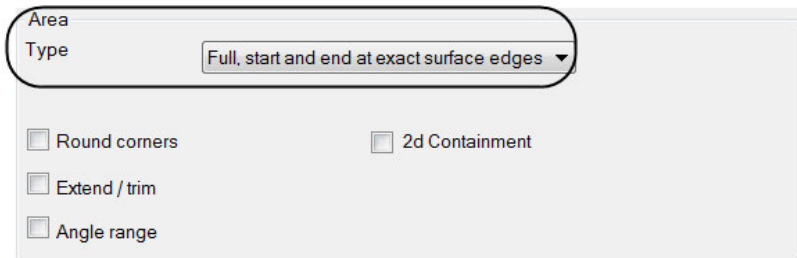 Area
Type
Full, start and end at exact surface edges
Round corners
2d Containment
Extend / trim
Angle range